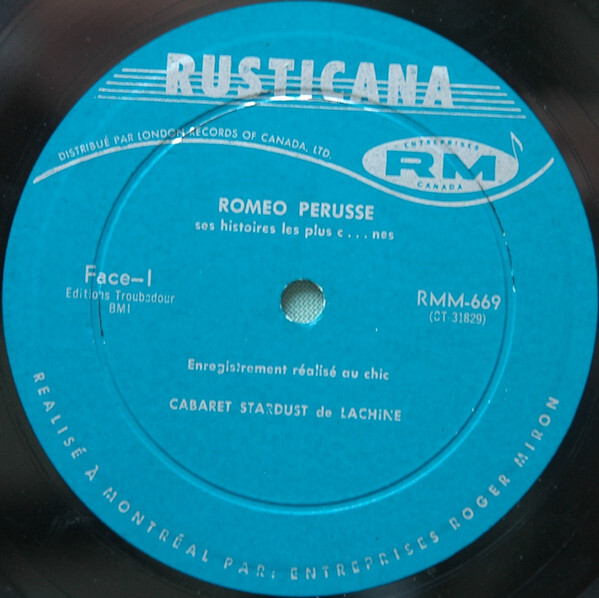 RUSTICANA
DISTRIBUÉ PAR LONDON RECORDS OF CANADA, LTD.
ENTREPRISES
RM
CANADA
ROMEO PERUSSE
ses histoires les plus c...nes
Face-1
Editions Troubadour
BMI
RMM-669
(CT 31829)
Enregistrement réalisé au chic
CABARET STARDUST de LACHINE
REALISÉ À MONTRÉAL PAR: ENTREPRISES ROGER MIRON